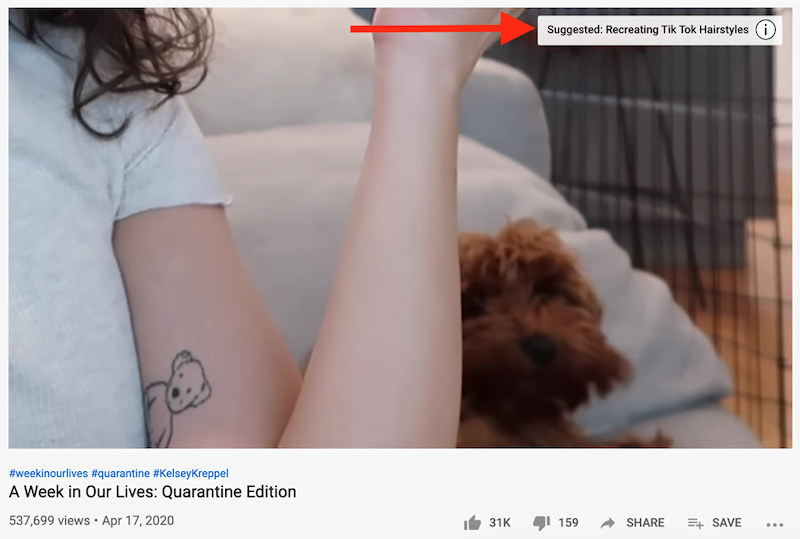 Suggested: Recreating Tik Tok Hairstyles
#weekinourlives #quarantine #KelseyKreppel
A Week in Our Lives: Quarantine Edition
537,699 views • Apr 17, 2020 31K 159 SHARE SAVE